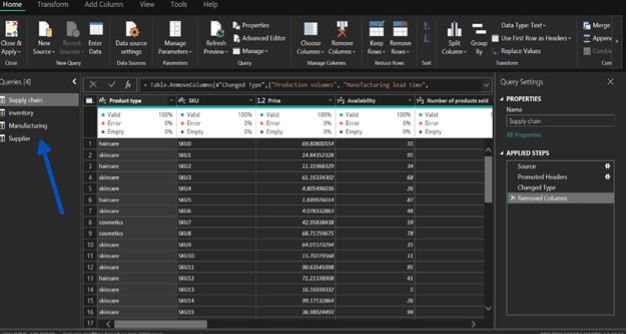 Home Transform Add Column View Tools Help
Close & Apply
New Source
Recent Sources
Enter Data
Data source settings
Manage Parameters
Refresh Preview
Properties
Advanced Editor
Manage
Choose Columns
Remove Columns
Keep Rows
Remove Rows
Split Column
Group By
Data Type: Text
Use First Row as Headers
Replace Values
Merge
Append
Combine
Close
New Query
Data Sources
Parameters
Query
Manage Columns
Reduce Rows
Sort
Transform
Queries [4]
Supply chain
inventory
Manufacturing
Supplier
= Table.RemoveColumns(#"Changed Type",{"Production volumes", "Manufacturing lead time",
Product type SKU 1.2 Price Availability Number of products sold
Valid 100% Valid 100% Valid 100% Valid 100% Valid
Error 0% Error 0% Error 0% Error 0% Error
Empty 0% Empty 0% Empty 0% Empty 0% Empty
1 haircare SKU0 69.80800554 55
2 skincare SKU1 14.84352328 95
3 haircare SKU2 11.31968329 34
4 skincare SKU3 61.16334302 68
5 skincare SKU4 4.805496036 26
6 haircare SKU5 1.699976014 87
7 skincare SKU6 4.078332863 48
8 cosmetics SKU7 42.95838438 59
9 cosmetics SKU8 68.71759675 78
10 skincare SKU9 64.01573294 35
11 skincare SKU10 15.70779568 11
12 skincare SKU11 90.63545998 95
13 haircare SKU12 71.21338908 41
14 skincare SKU13 16.16039332 5
15 skincare SKU14 99.17132864 26
16 skincare SKU15 36.98924493 94
17
Query Settings
PROPERTIES
Name
Supply chain
All Properties
APPLIED STEPS
Source
Promoted Headers
Changed Type
Removed Columns